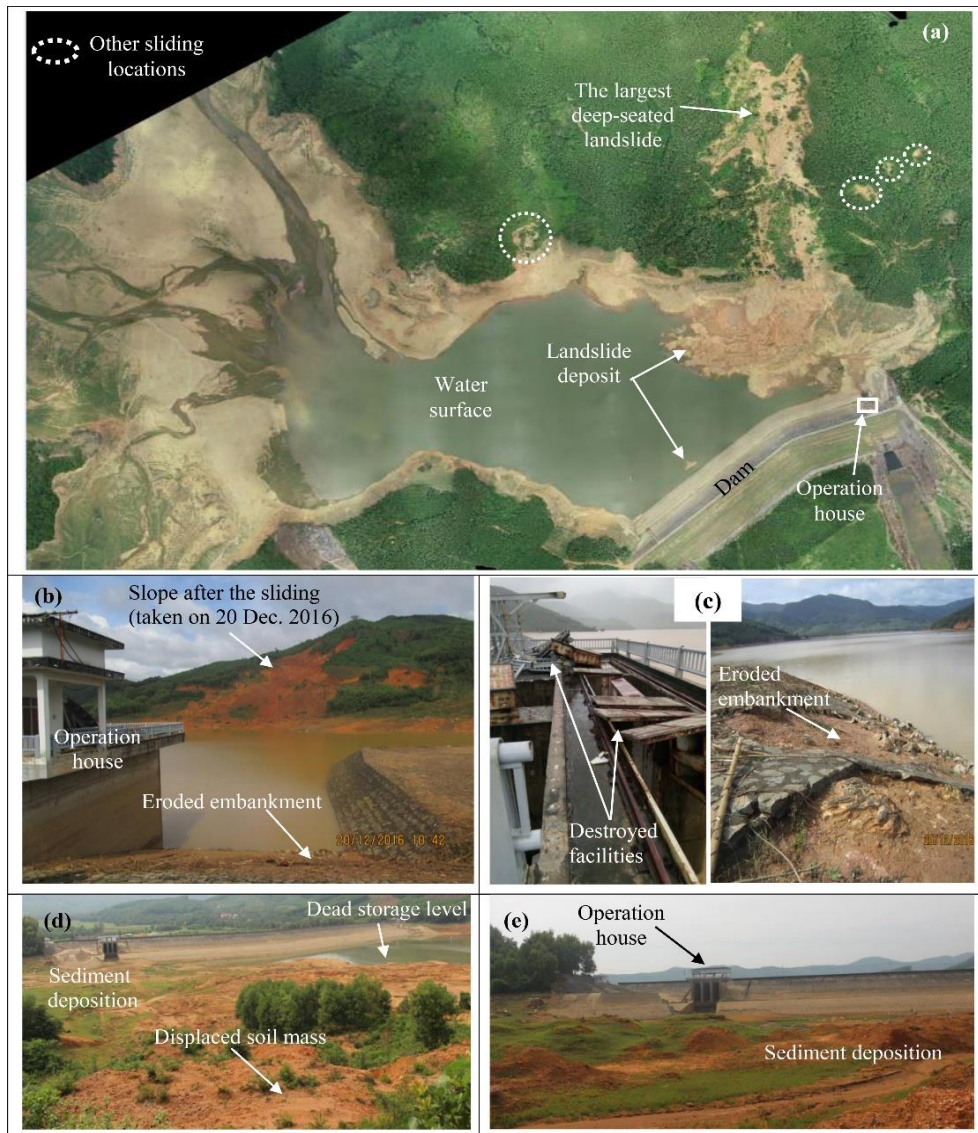 (a)
Other sliding
locations
The largest
deep-seated
landslide
Landslide
deposit
Water
surface
Dam
Operation
house
(b)
Slope after the sliding
(taken on 20 Dec. 2016)
Operation
house
Eroded embankment
20/12/2016 10:42
(c)
Eroded
embankment
Destroyed
facilities
(d)
Dead storage level
Sediment
deposition
Displaced soil mass
(e)
Operation
house
Sediment deposition